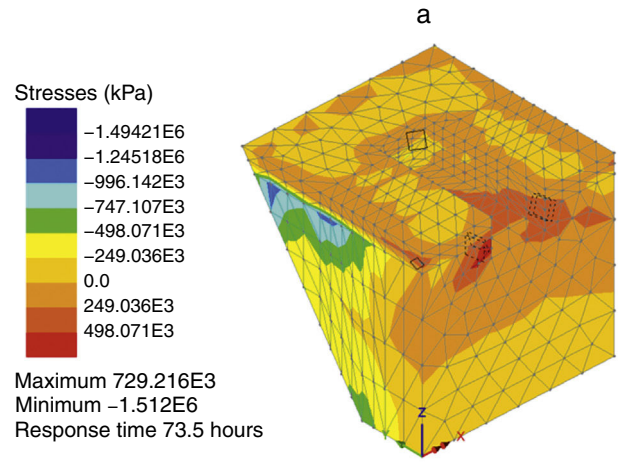 a
Stresses (kPa)
−1.49421E6
−1.24518E6
−996.142E3
−747.107E3
−498.071E3
−249.036E3
0.0
249.036E3
498.071E3
Maximum 729.216E3
Minimum −1.512E6
Response time 73.5 hours
Z
Y
X